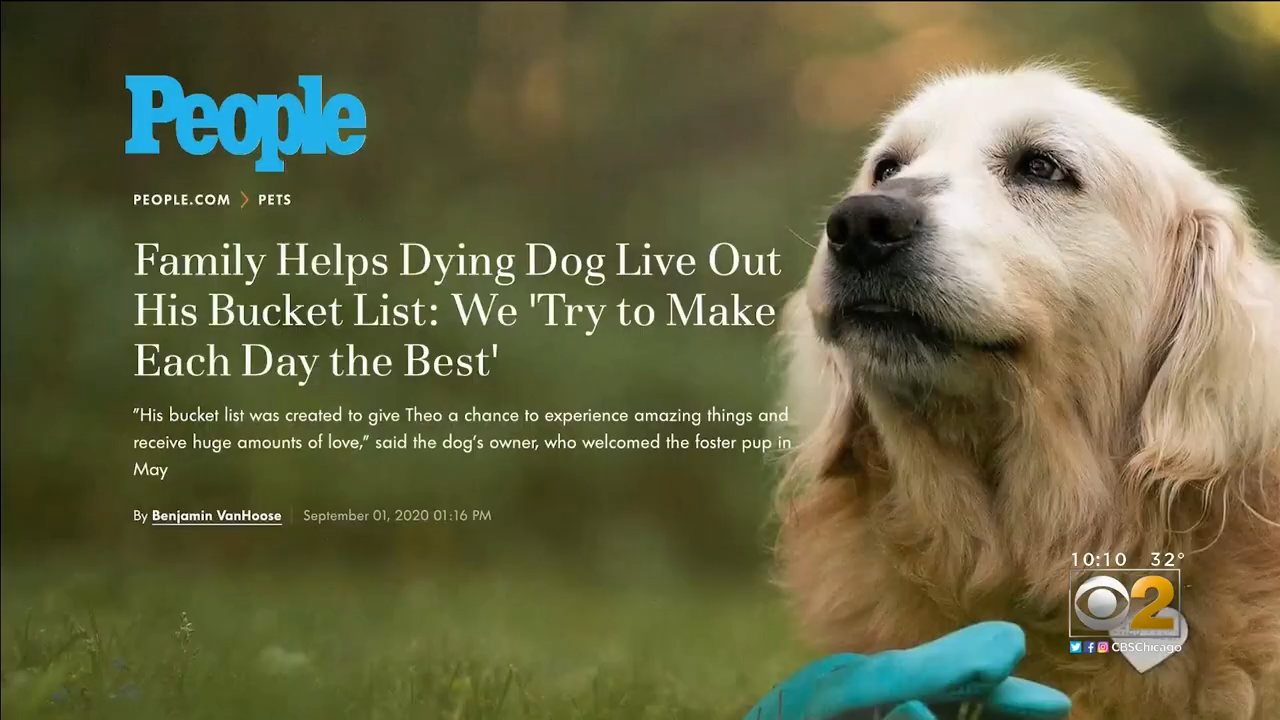 People
PEOPLE.COM > PETS
Family Helps Dying Dog Live Out
His Bucket List: We 'Try to Make
Each Day the Best'
"His bucket list was created to give Theo a chance to experience amazing things and
receive huge amounts of love," said the dog's owner, who welcomed the foster pup in
May
By Benjamin VanHoose | September 01, 2020 01:16 PM
10:10 32°
2
CBSChicago